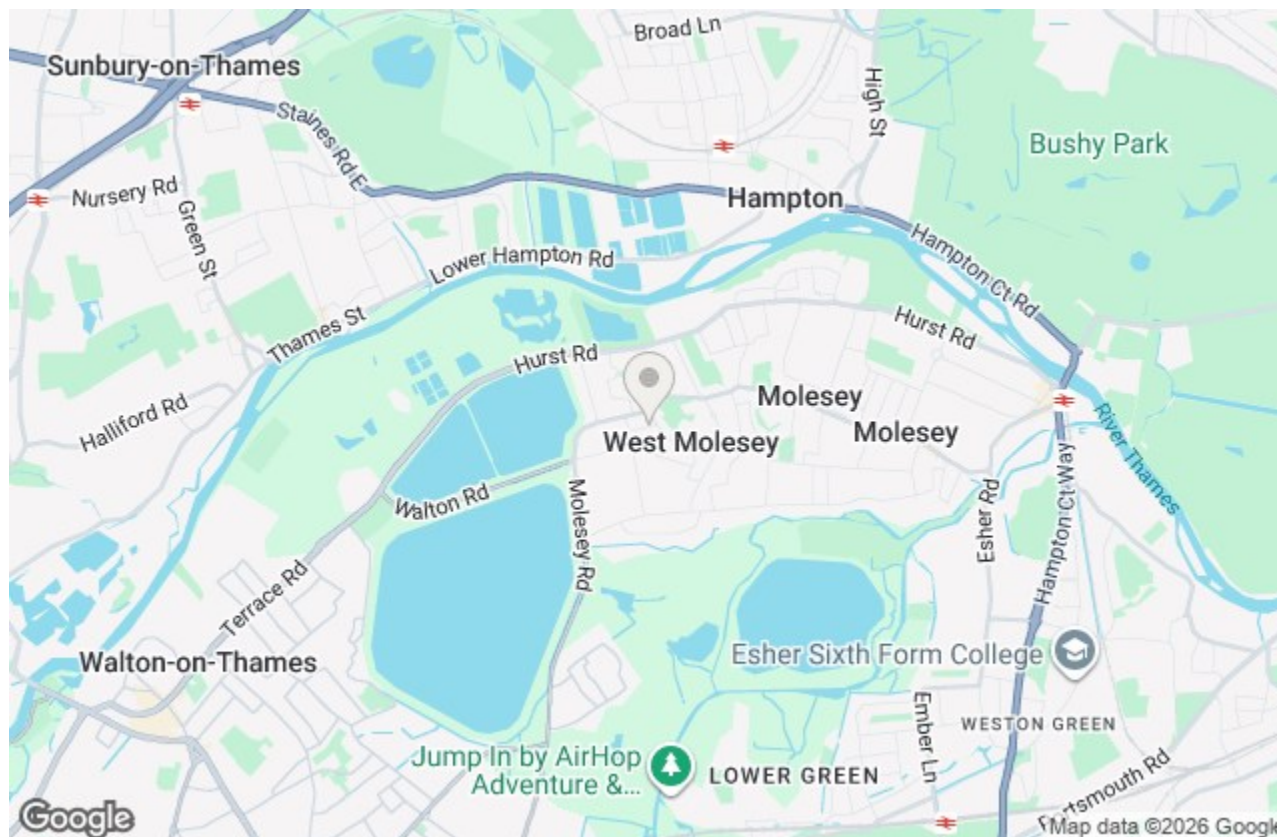 Broad Ln
Sunbury-on-Thames
High St
Staines Rd E
Bushy Park
Nursery Rd
Hampton
Green St
Lower Hampton Rd
Hampton Ct Rd
Thames St
Hurst Rd
Hurst Rd
Halliford Rd
Molesey
West Molesey
Molesey
River Thames
Walton Rd
Molesey Rd
Esher Rd
Hampton Ct Way
Terrace Rd
Walton-on-Thames
Esher Sixth Form College
Ember Ln
WESTON GREEN
Jump In by AirHop
Adventure &...
LOWER GREEN
Portsmouth Rd
Google
Map data ©2026 Google